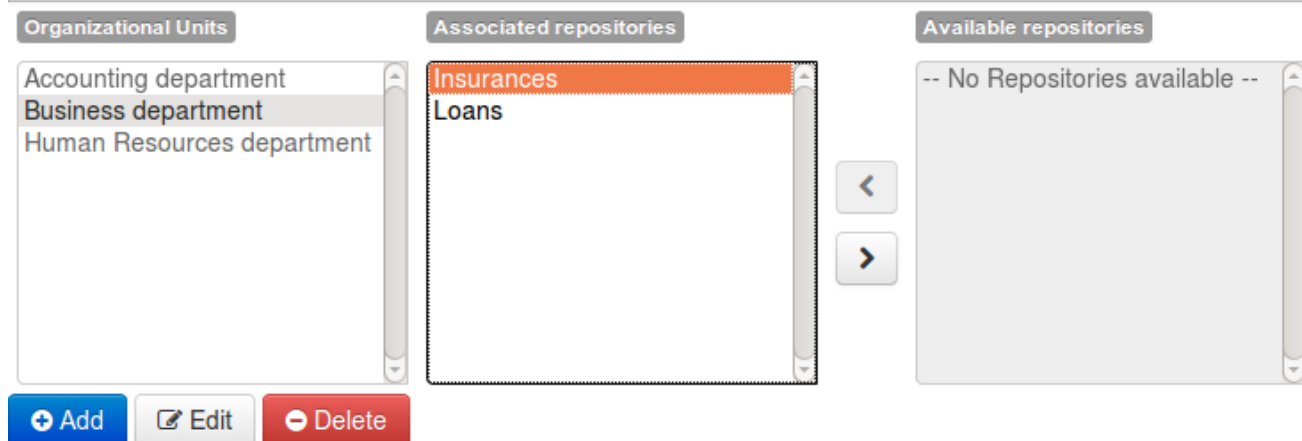 Organizational Units
Accounting department
Business department
Human Resources department
Associated repositories
Insurances
Loans
Available repositories
-- No Repositories available --
Add
Edit
Delete